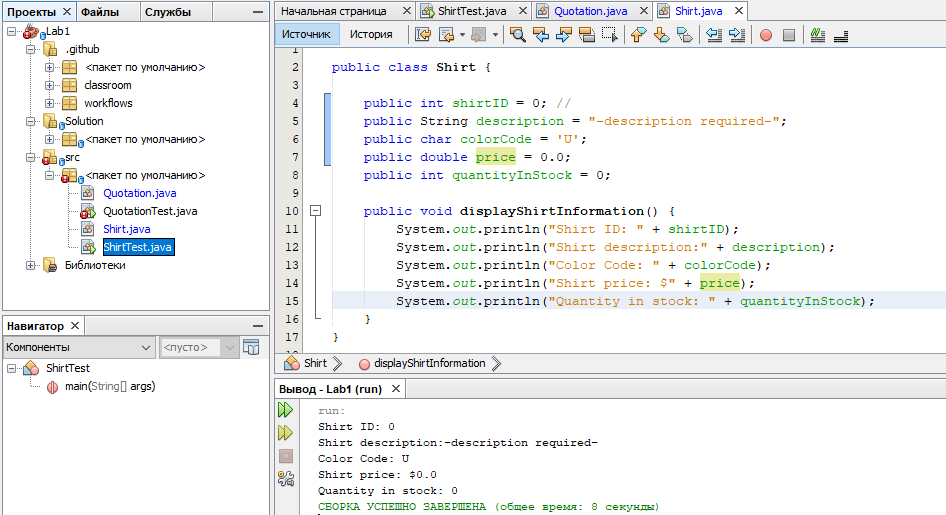 Проекты
Файлы
Службы
Lab1
.github
<пакет по умолчанию>
classroom
workflows
Solution
<пакет по умолчанию>
src
<пакет по умолчанию>
Quotation.java
QuotationTest.java
Shirt.java
ShirtTest.java
Библиотеки
Навигатор
Компоненты
<пусто>
ShirtTest
main(String[] args)
Начальная страница
ShirtTest.java
Quotation.java
Shirt.java
Источник
История
2 public class Shirt {
3
4 public int shirtID = 0; //
5 public String description = "-description required-";
6 public char colorCode = 'U';
7 public double price = 0.0;
8 public int quantityInStock = 0;
9
10 public void displayShirtInformation() {
11 System.out.println("Shirt ID: " + shirtID);
12 System.out.println("Shirt description:" + description);
13 System.out.println("Color Code: " + colorCode);
14 System.out.println("Shirt price: $" + price);
15 System.out.println("Quantity in stock: " + quantityInStock);
16 }
17 }
Shirt
displayShirtInformation
Вывод - Lab1 (run)
run:
Shirt ID: 0
Shirt description:-description required-
Color Code: U
Shirt price: $0.0
Quantity in stock: 0
СБОРКА УСПЕШНО ЗАВЕРШЕНА (общее время: 8 секунды)